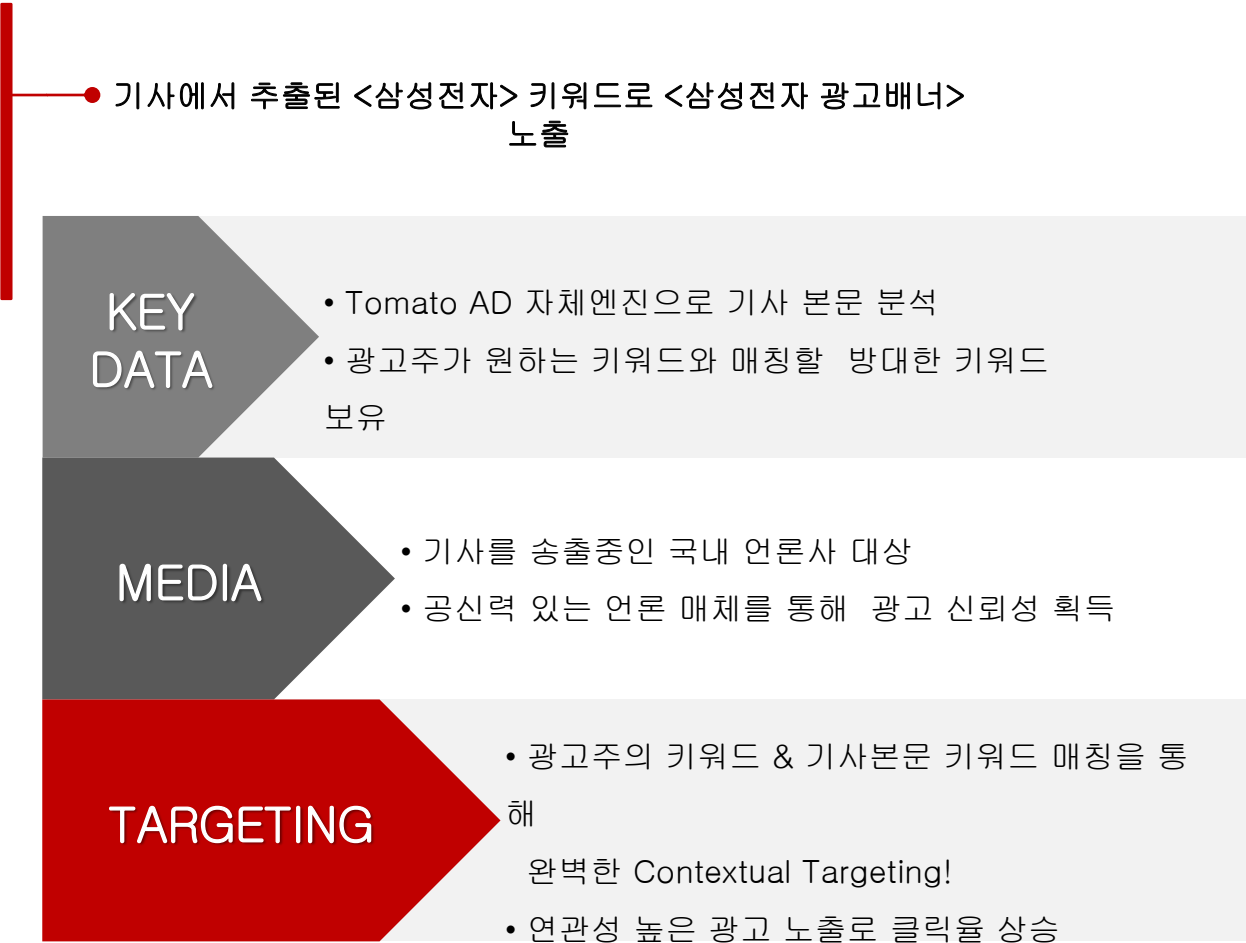 기사에서 추출된 <삼성전자> 키워드로 <삼성전자 광고배너>
노출
KEY
DATA
• Tomato AD 자체엔진으로 기사 본문 분석
• 광고주가 원하는 키워드와 매칭할 방대한 키워드
보유
MEDIA
• 기사를 송출중인 국내 언론사 대상
• 공신력 있는 언론 매체를 통해 광고 신뢰성 획득
TARGETING
• 광고주의 키워드 & 기사본문 키워드 매칭을 통
해
완벽한 Contextual Targeting!
• 연관성 높은 광고 노출로 클릭율 상승